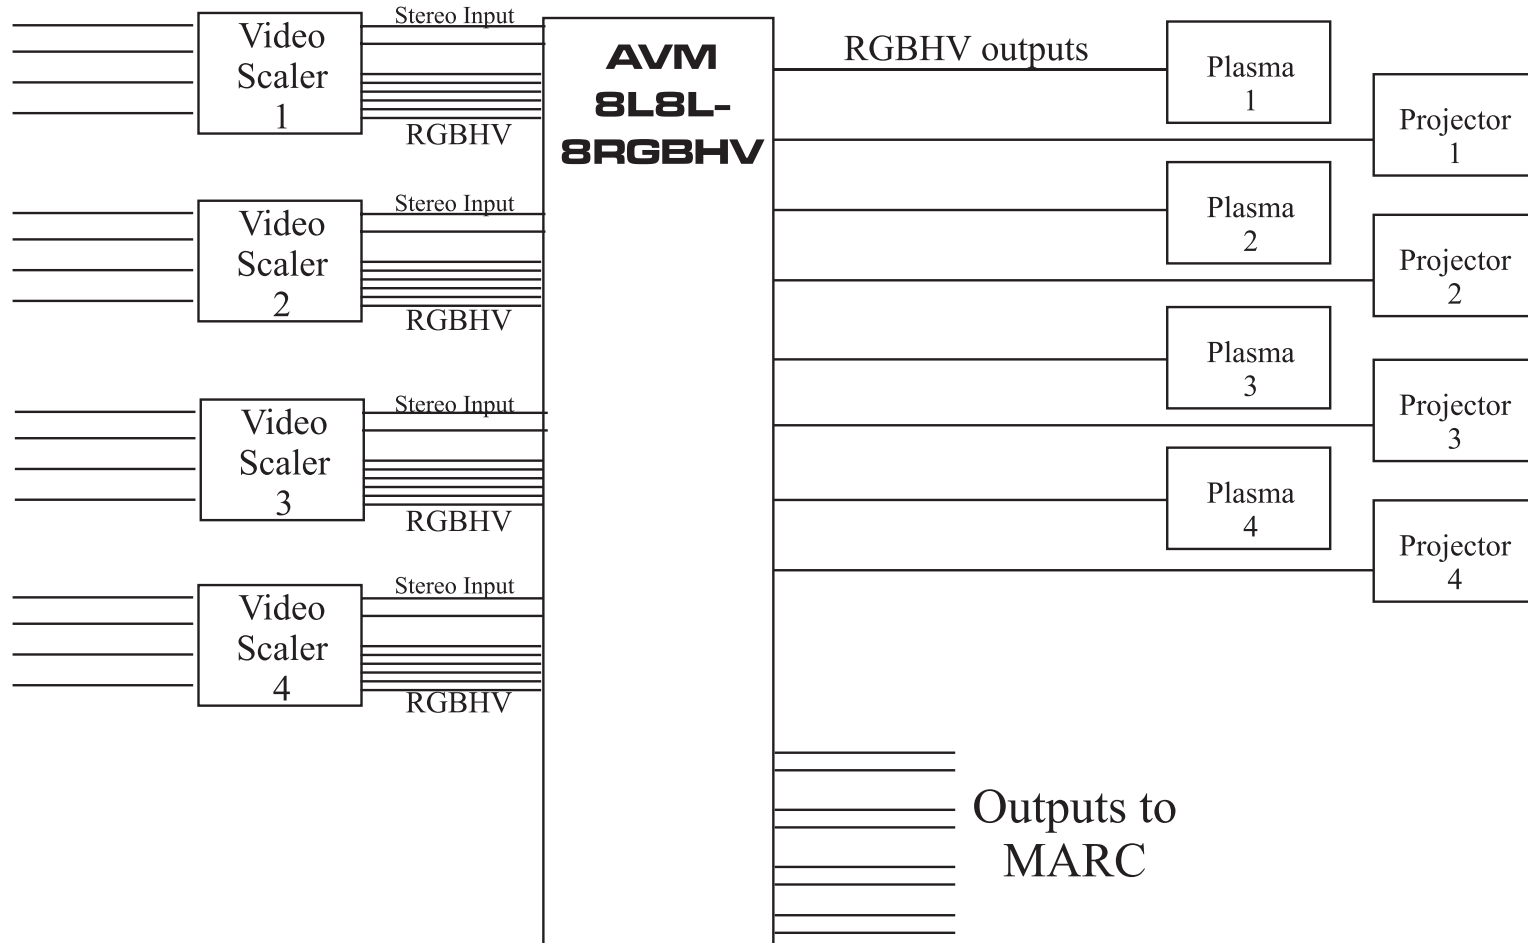 Stereo Input
Video
Scaler
1
RGBHV
Stereo Input
Video
Scaler
2
RGBHV
Stereo Input
Video
Scaler
3
RGBHV
Stereo Input
Video
Scaler
4
RGBHV
AVM
8L8L-
8RGBHV
RGBHV outputs
Plasma
1
Projector
1
Plasma
2
Projector
2
Plasma
3
Projector
3
Plasma
4
Projector
4
Outputs to
MARC